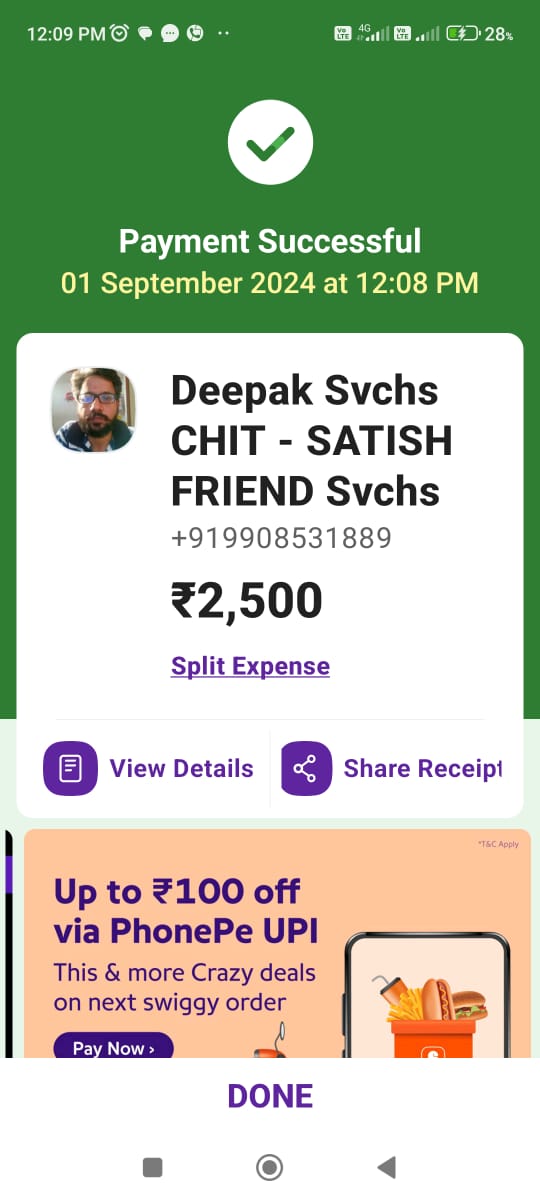 12:09 PM
Vo LTE 4G Vo LTE 28%
Payment Successful
01 September 2024 at 12:08 PM
Deepak Svchs
CHIT - SATISH
FRIEND Svchs
+919908531889
₹2,500
Split Expense
View Details
Share Receipt
*T&C Apply
Up to ₹100 off
via PhonePe UPI
This & more Crazy deals
on next swiggy order
Pay Now ›
DONE